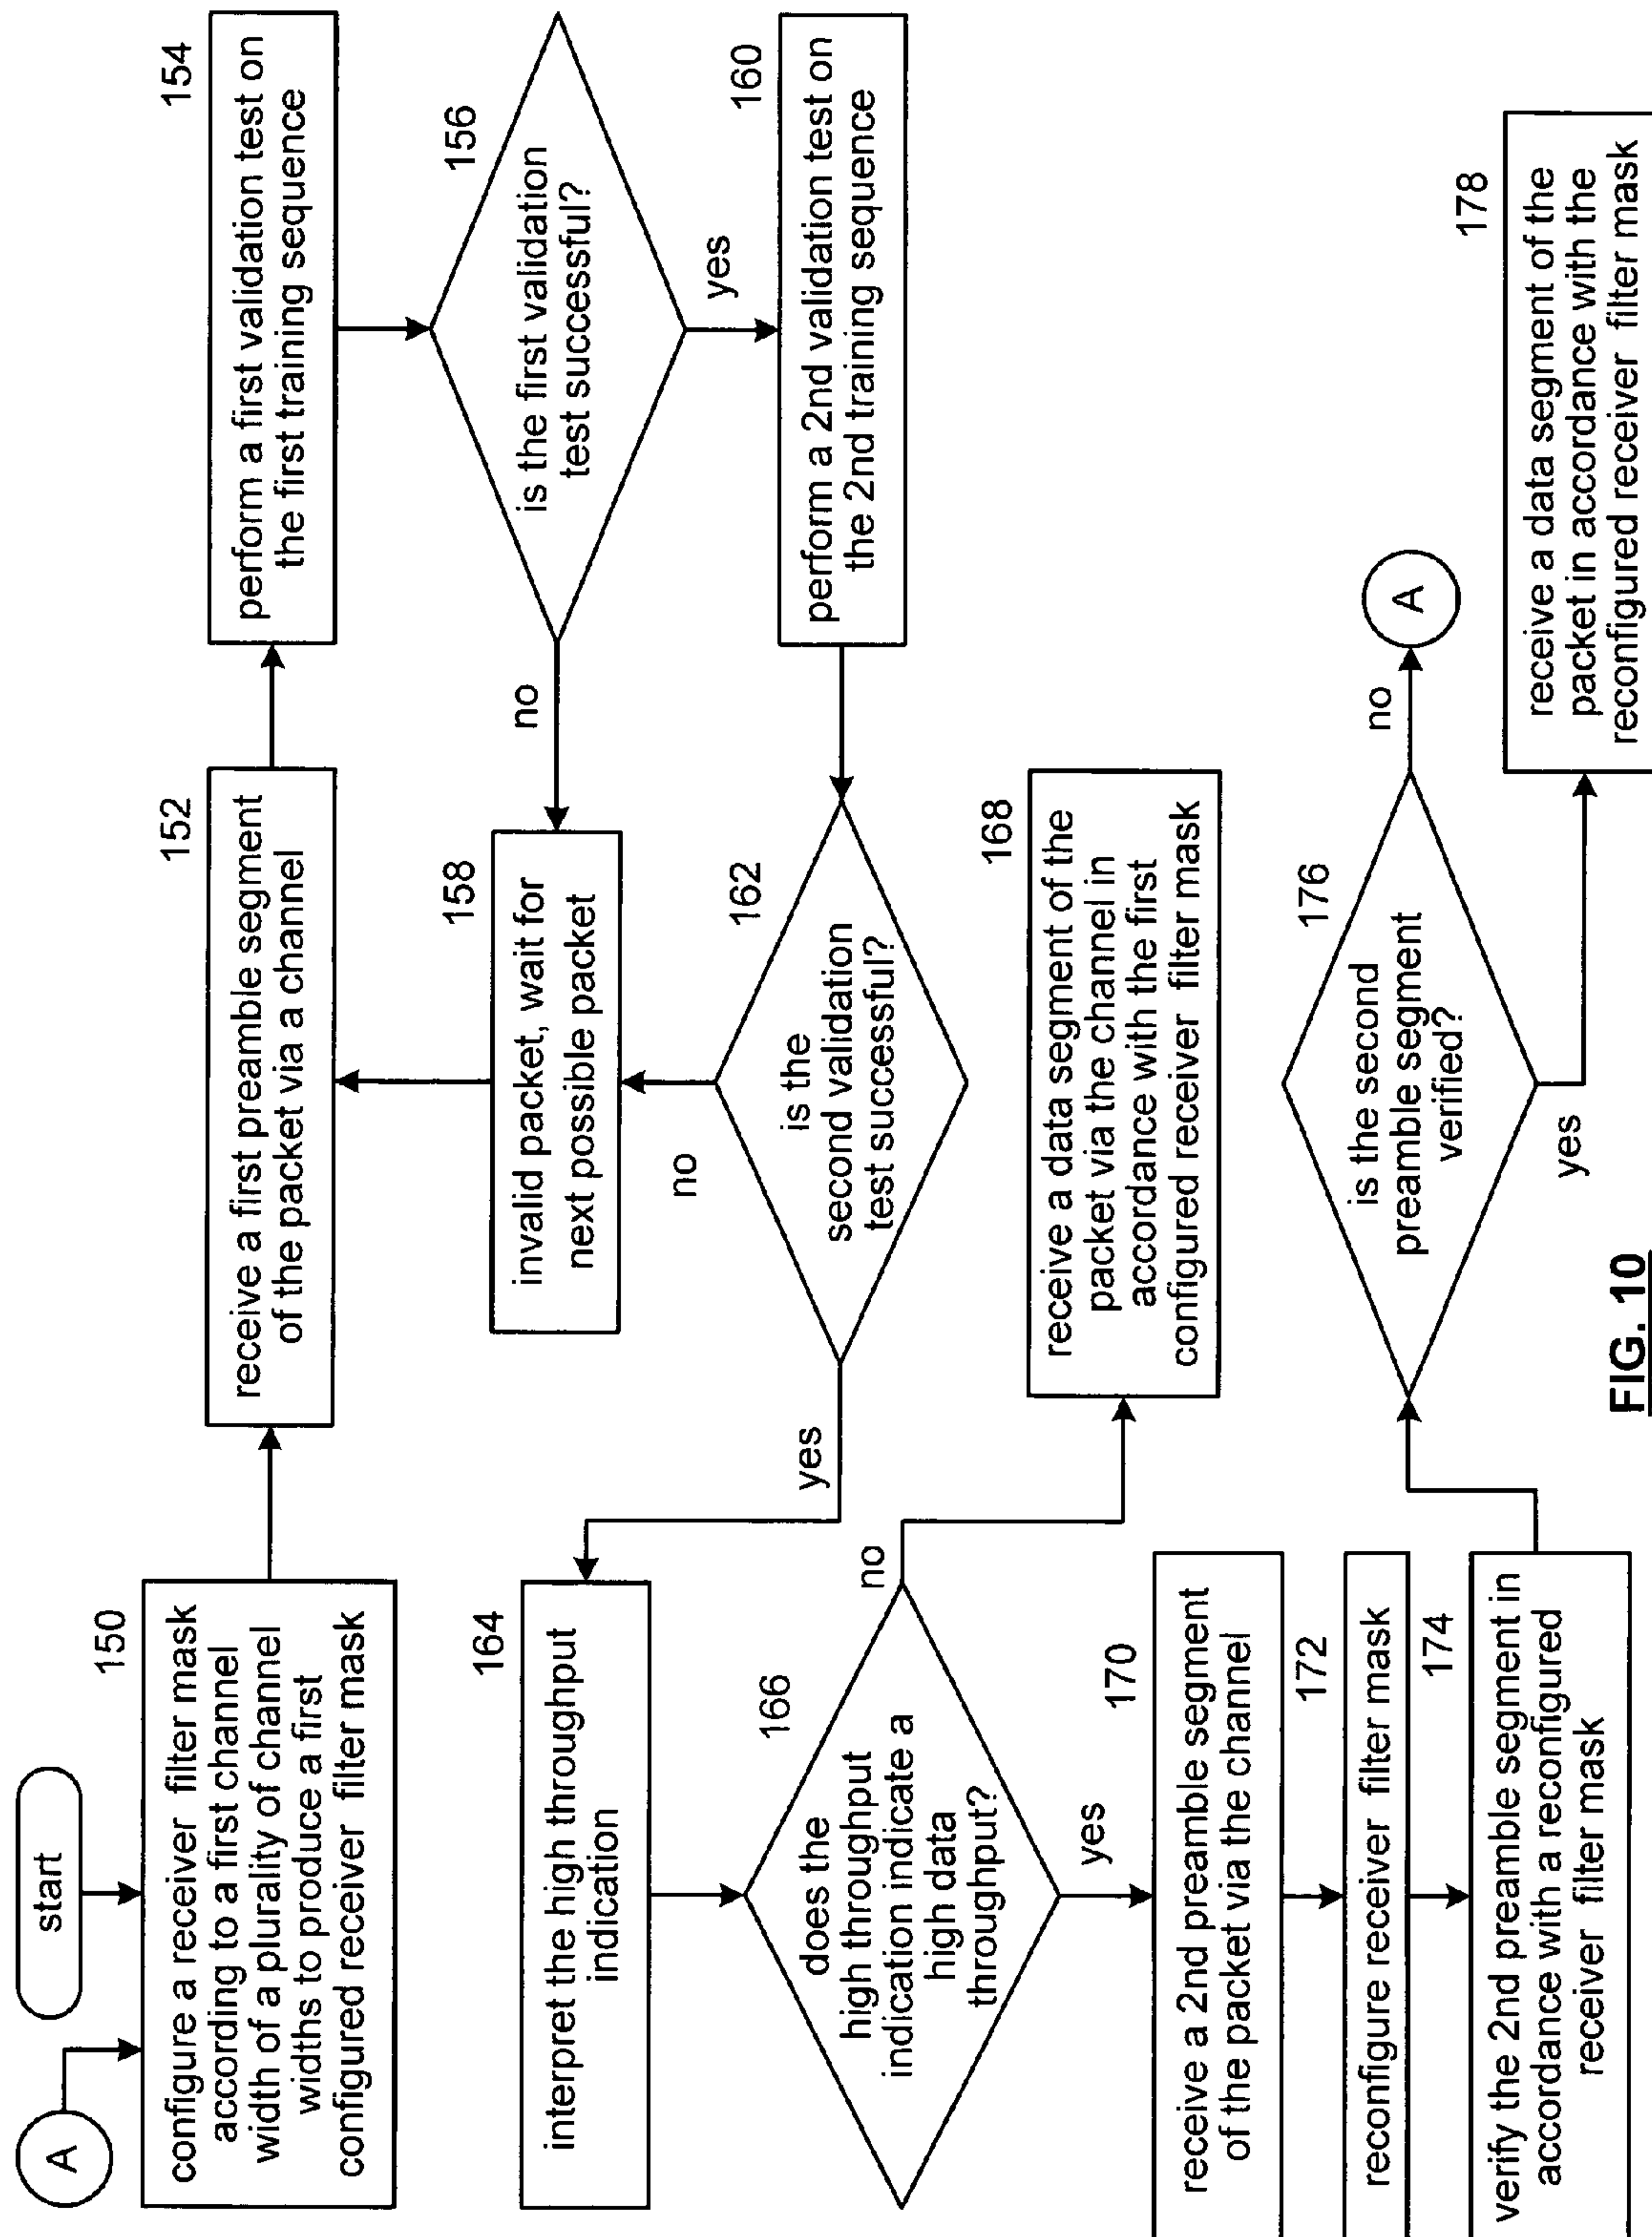 start
A
150
configure a receiver filter mask
according to a first channel
width of a plurality of channel
widths to produce a first
configured receiver filter mask
152
receive a first preamble segment
of the packet via a channel
154
perform a first validation test on
the first training sequence
156
is the first validation
test successful?
no
yes
158
invalid packet, wait for
next possible packet
160
perform a 2nd validation test on
the 2nd training sequence
162
is the
second validation
test successful?
no
yes
164
interpret the high throughput
indication
166
does the
high throughput
indication indicate a
high data
throughput?
no
yes
168
receive a data segment of the
packet via the channel in
accordance with the first
configured receiver filter mask
170
receive a 2nd preamble segment
of the packet via the channel
172
reconfigure receiver filter mask
174
verify the 2nd preamble segment in
accordance with a reconfigured
receiver filter mask
176
is the second
preamble segment
verified?
no
A
yes
178
receive a data segment of the
packet in accordance with the
reconfigured receiver filter mask
FIG. 10